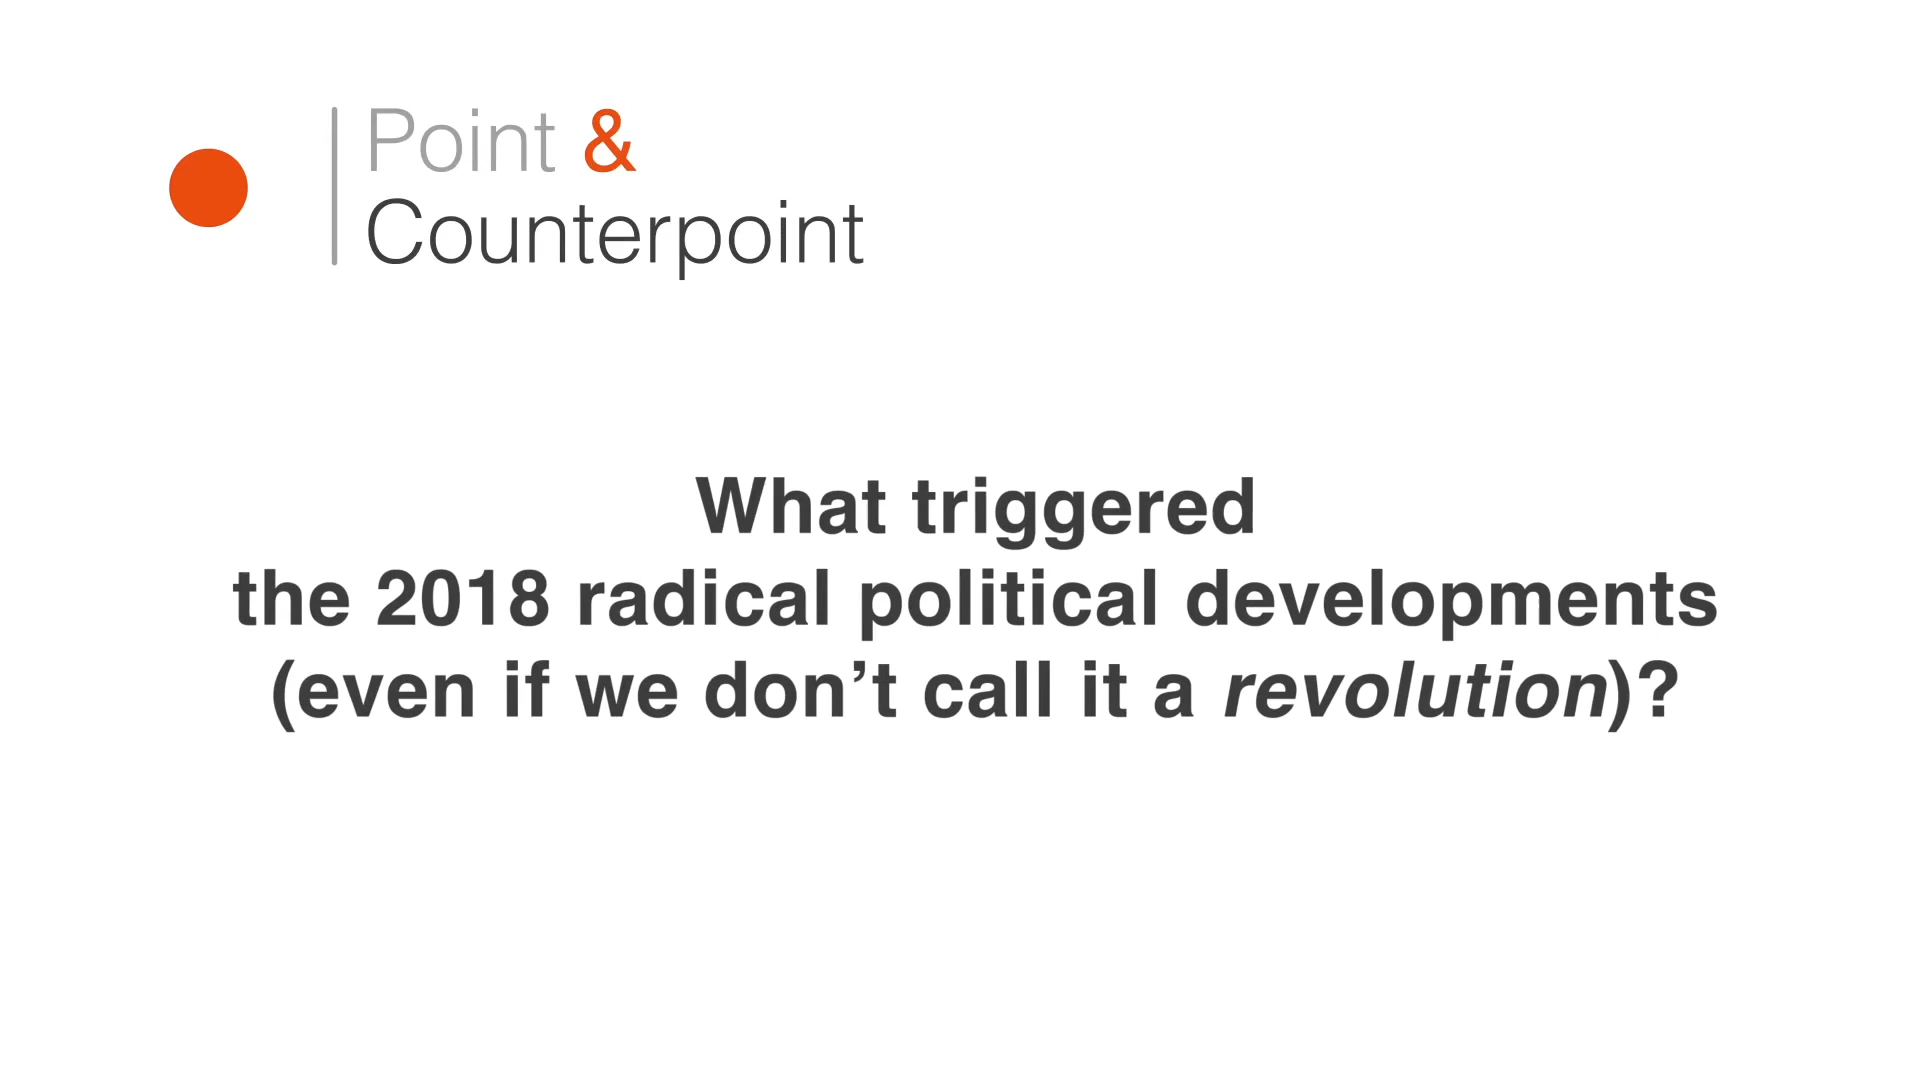 Point &
Counterpoint
What triggered
the 2018 radical political developments
(even if we don’t call it a revolution)?